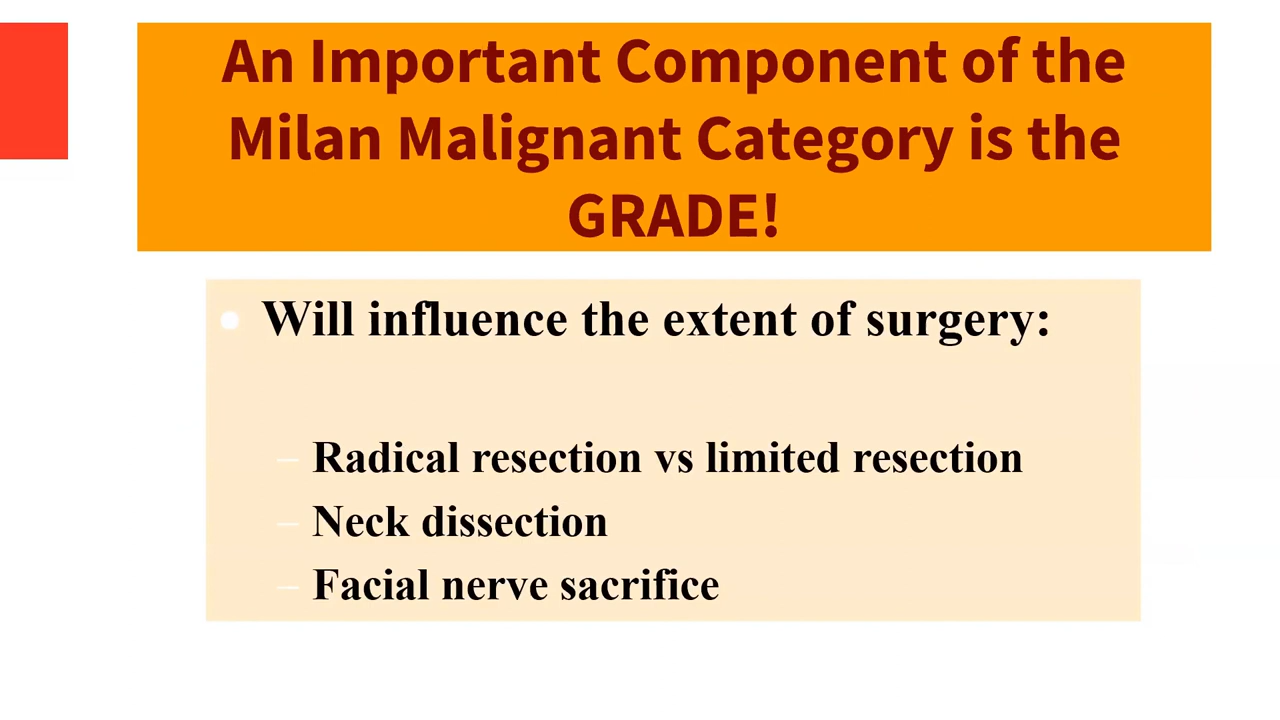 An Important Component of the
Milan Malignant Category is the
GRADE!
• Will influence the extent of surgery:
– Radical resection vs limited resection
– Neck dissection
– Facial nerve sacrifice